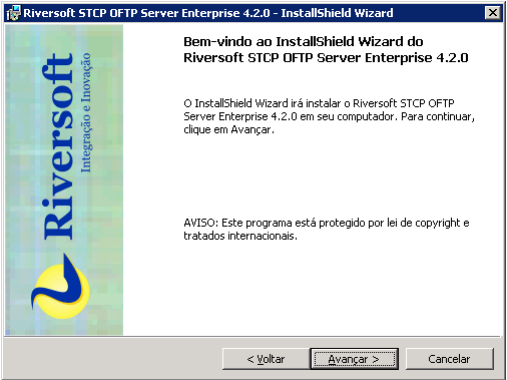 Riversoft STCP OFTP Server Enterprise 4.2.0 - InstallShield Wizard
Riversoft
Integração e Inovação
Bem-vindo ao InstallShield Wizard do
Riversoft STCP OFTP Server Enterprise 4.2.0
O InstallShield Wizard irá instalar o Riversoft STCP OFTP
Server Enterprise 4.2.0 em seu computador. Para continuar,
clique em Avançar.
AVISO: Este programa está protegido por lei de copyright e
tratados internacionais.
< Voltar
Avançar >
Cancelar